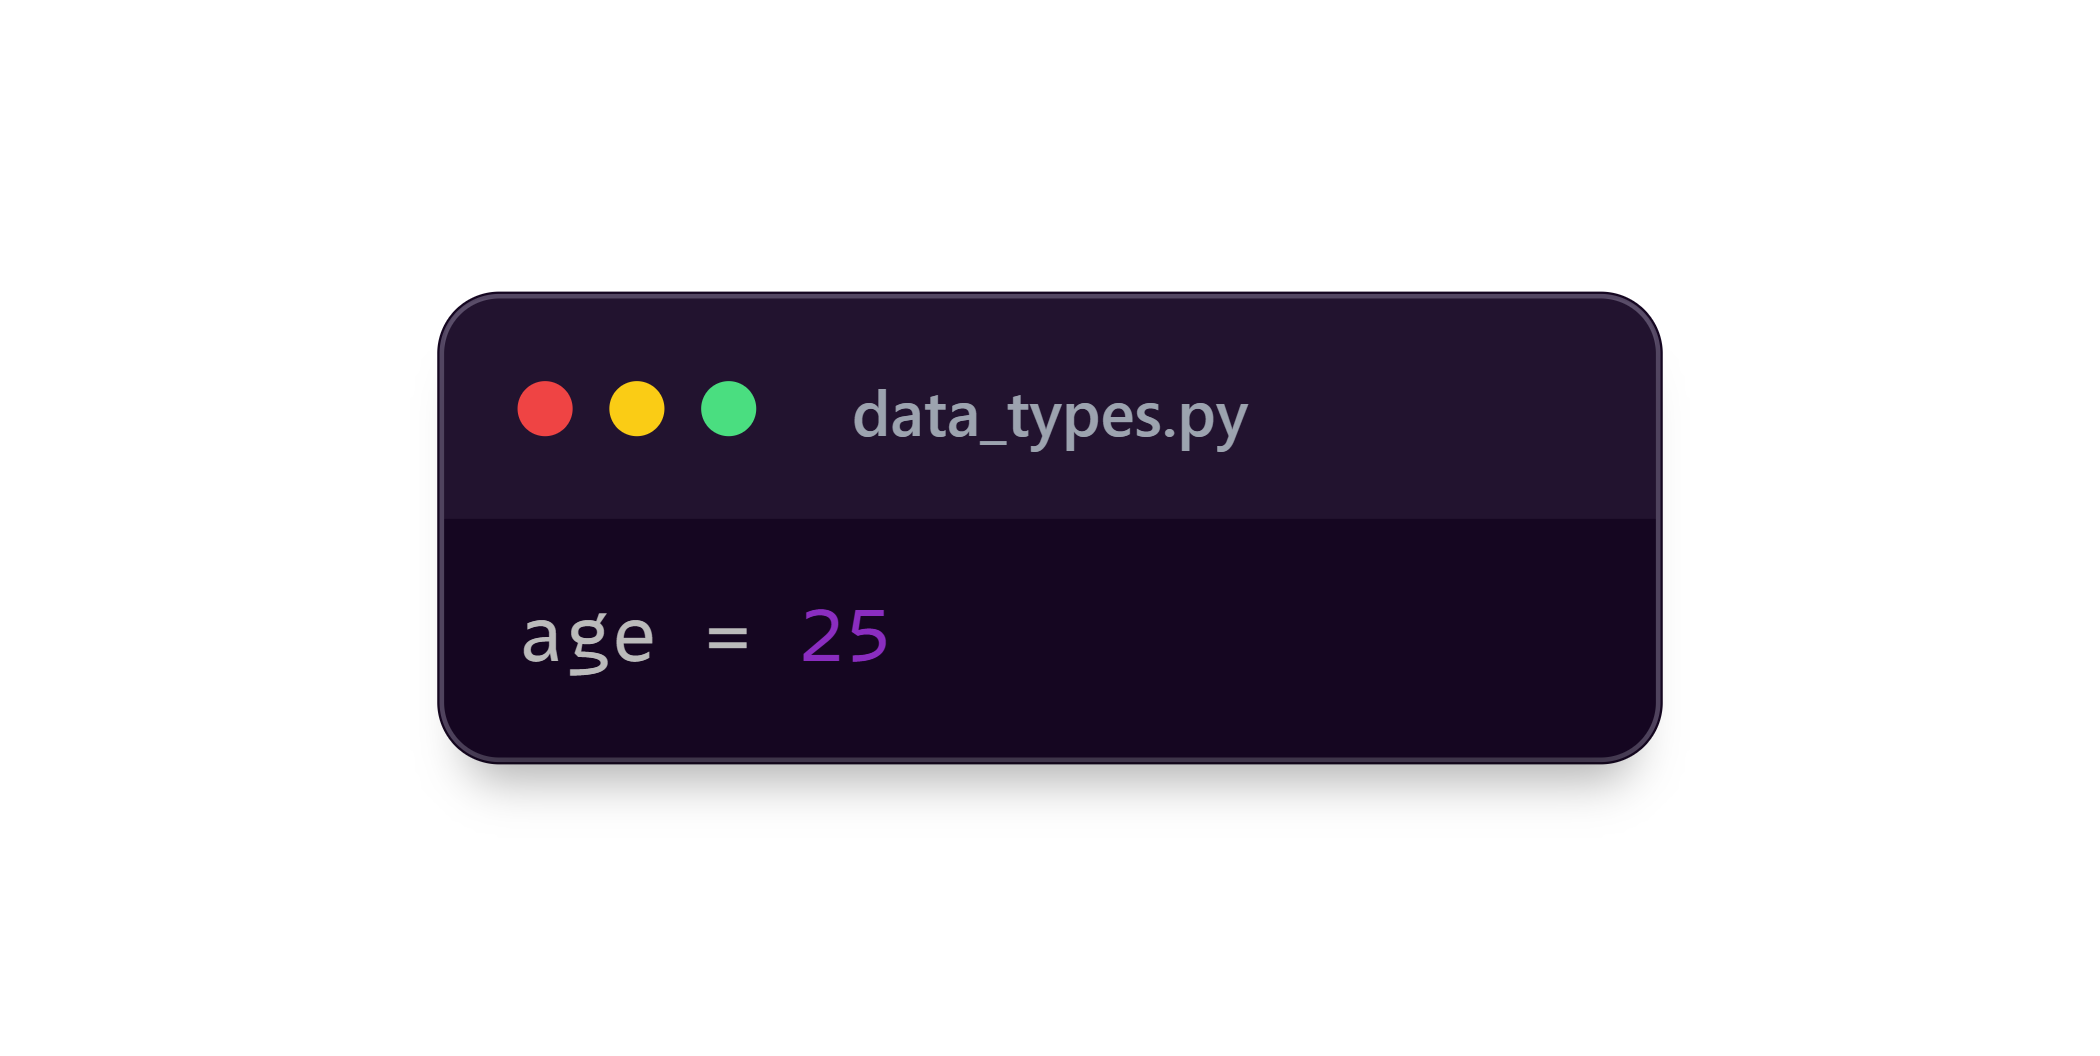 data_types.py
age = 25